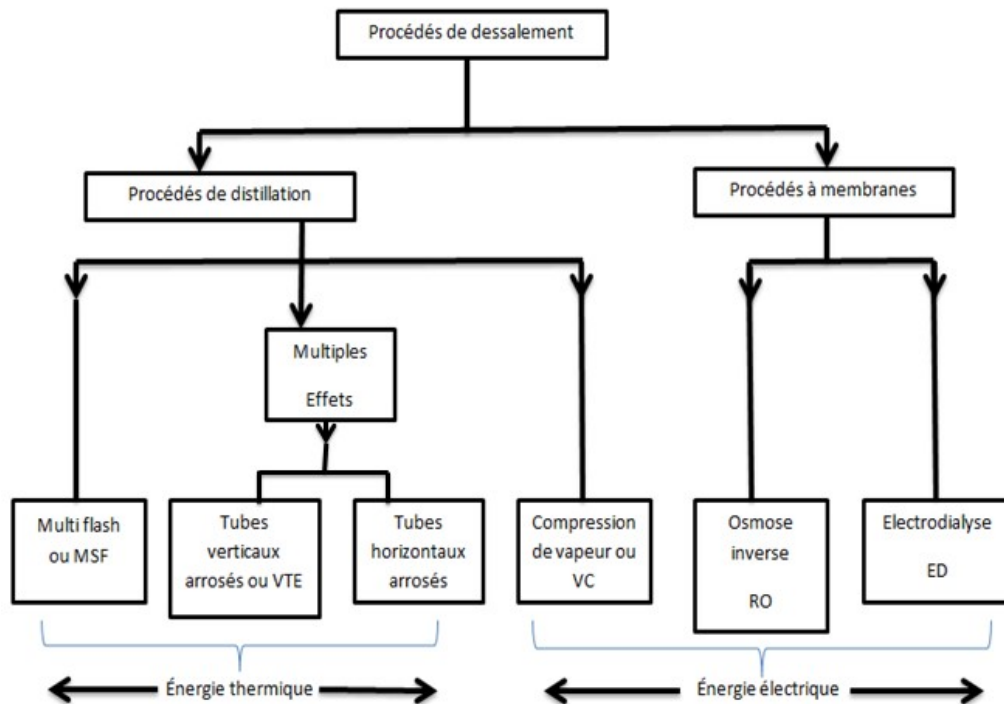 Procédés de dessalement
Procédés de distillation
Procédés à membranes
Multiples
Effets
Multi flash
ou MSF
Tubes
verticaux
arrosés ou VTE
Tubes
horizontaux
arrosés
Compression
de vapeur ou
VC
Osmose
inverse
RO
Electrodialyse
ED
Énergie thermique
Énergie électrique